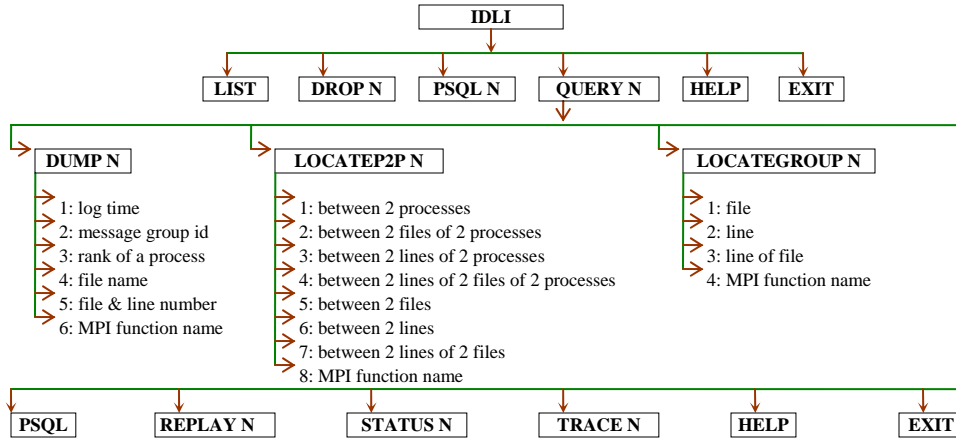 IDLI
LIST DROP N PSQL N QUERY N HELP EXIT
DUMP N LOCATEP2P N LOCATEGROUP N
1: log time
2: message group id
3: rank of a process
4: file name
5: file & line number
6: MPI function name
1: between 2 processes
2: between 2 files of 2 processes
3: between 2 lines of 2 processes
4: between 2 lines of 2 files of 2 processes
5: between 2 files
6: between 2 lines
7: between 2 lines of 2 files
8: MPI function name
1: file
2: line
3: line of file
4: MPI function name
PSQL REPLAY N STATUS N TRACE N HELP EXIT